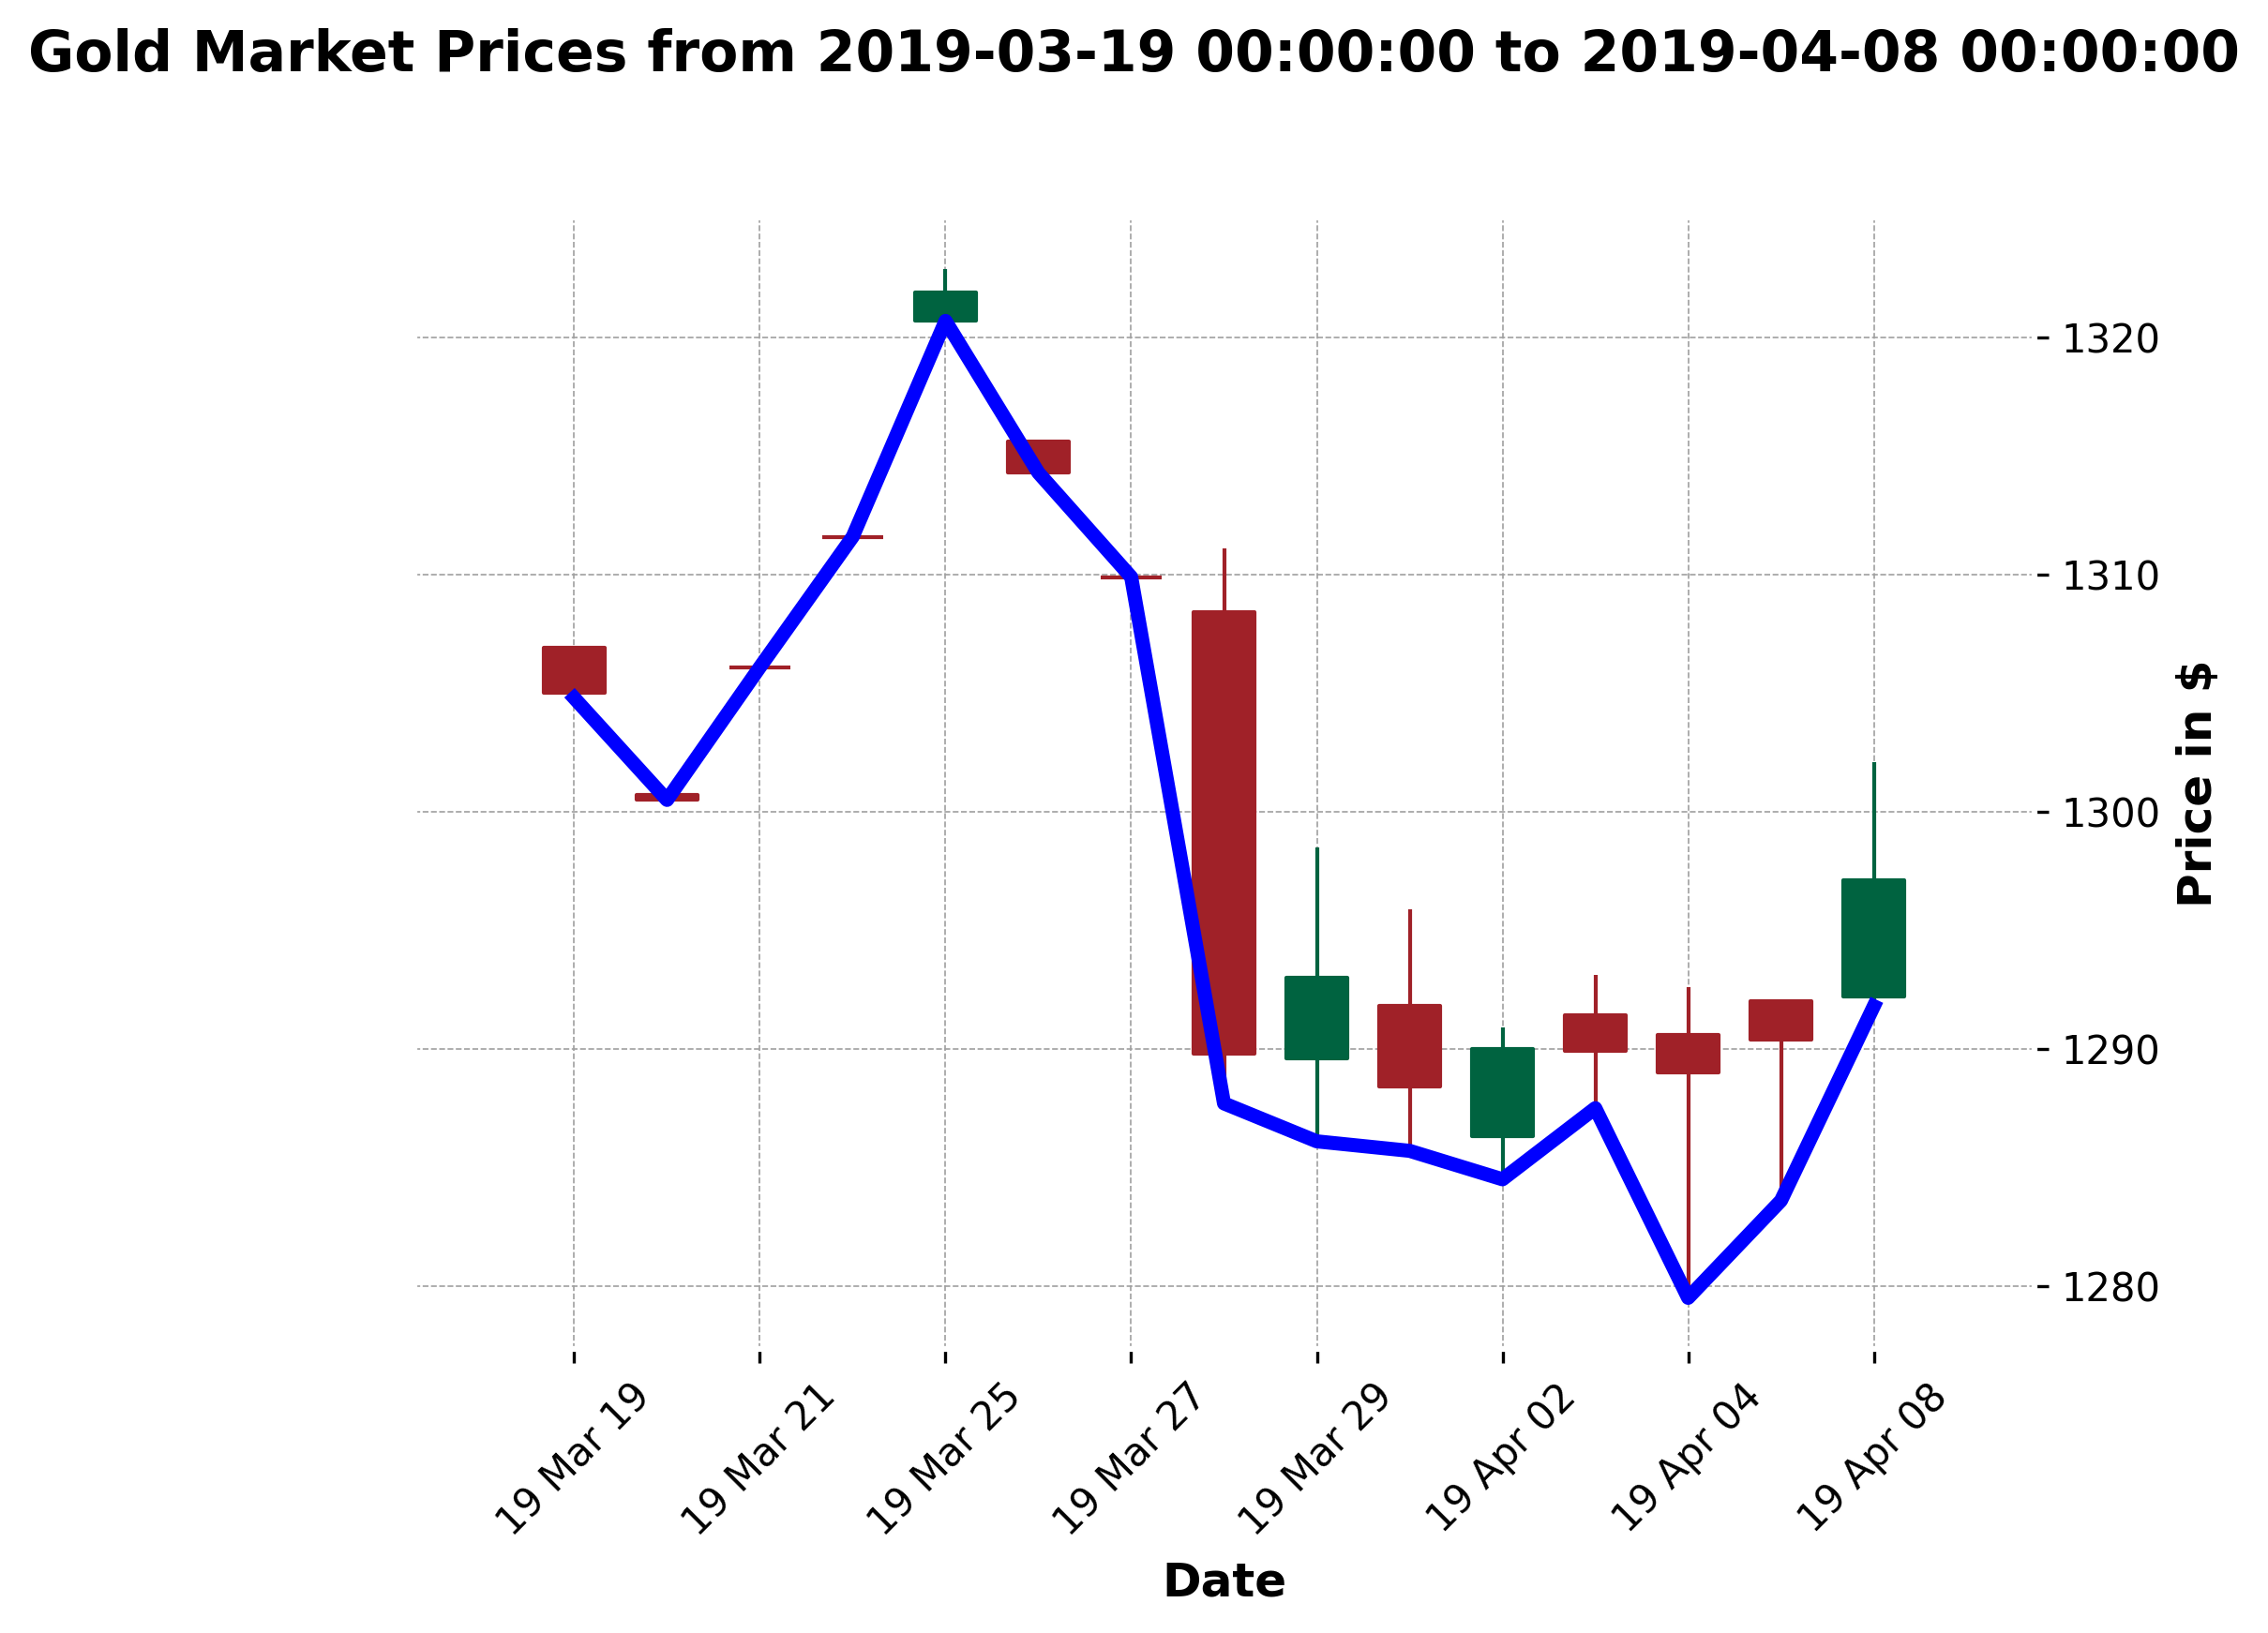 Gold Market Prices from 2019-03-19 00:00:00 to 2019-04-08 00:00:00
1320
1310
1300
1290
1280
Price in $
19 Mar 19
19 Mar 21
19 Mar 25
19 Mar 27
19 Mar 29
19 Apr 02
19 Apr 04
19 Apr 08
Date